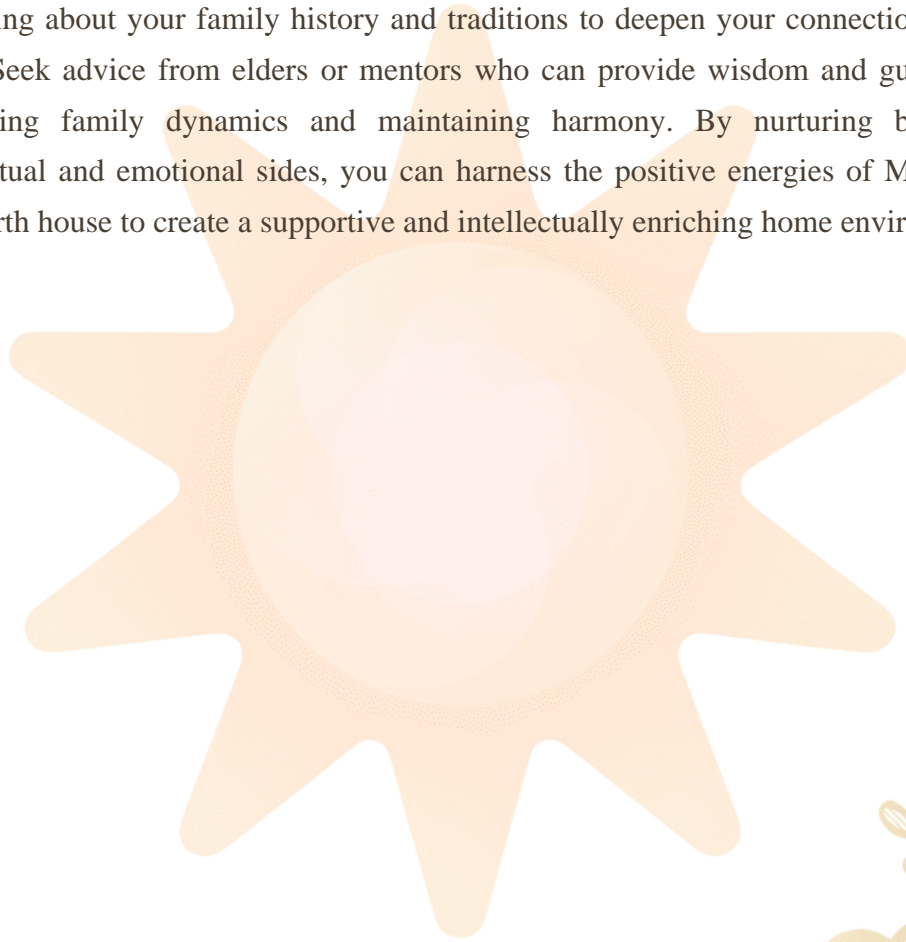 ing about your family history and traditions to deepen your connectio
Seek advice from elders or mentors who can provide wisdom and gu
ing family dynamics and maintaining harmony. By nurturing b
tual and emotional sides, you can harness the positive energies of M
rth house to create a supportive and intellectually enriching home envir